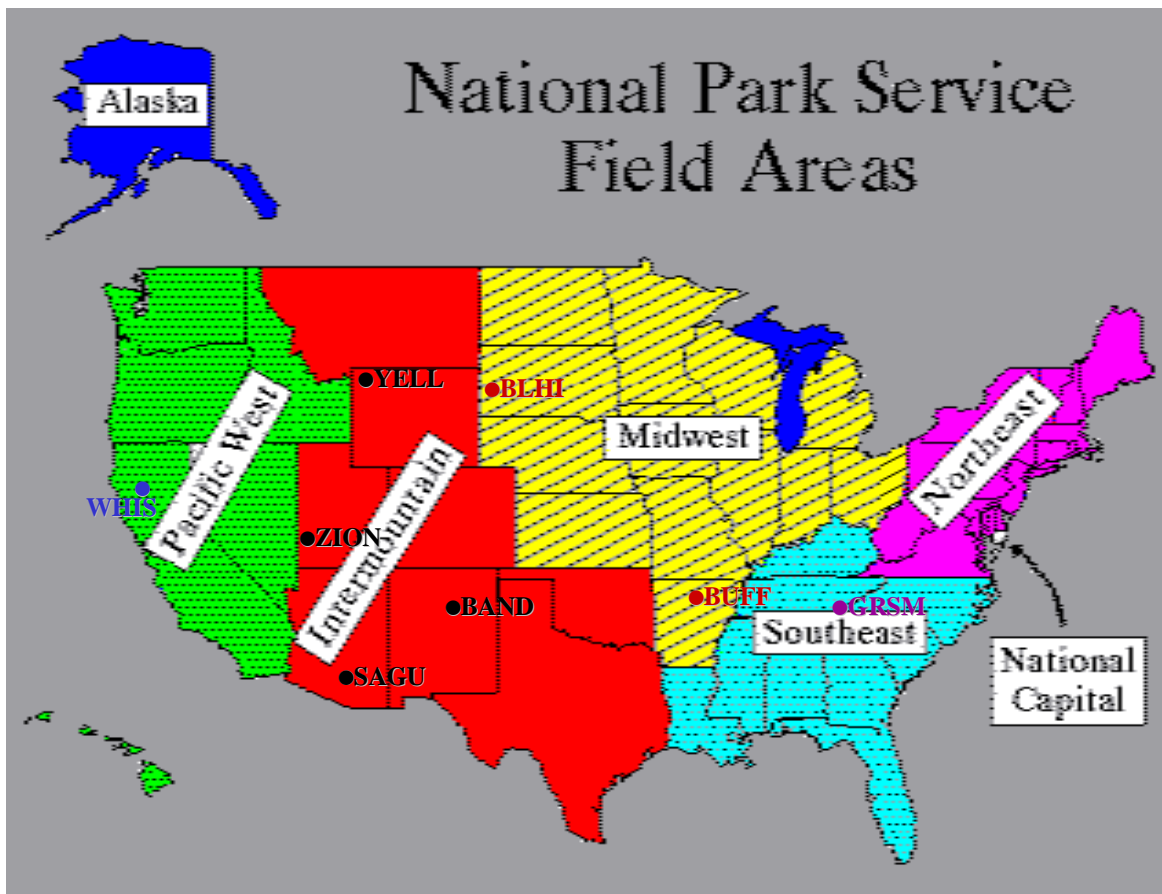 National Park Service
Field Areas
Alaska
YELL
BLHI
Midwest
Northeast
Pacific West
Intermountain
WHIS
ZION
BAND
BUFF
GRSM
Southeast
SAGU
National
Capital